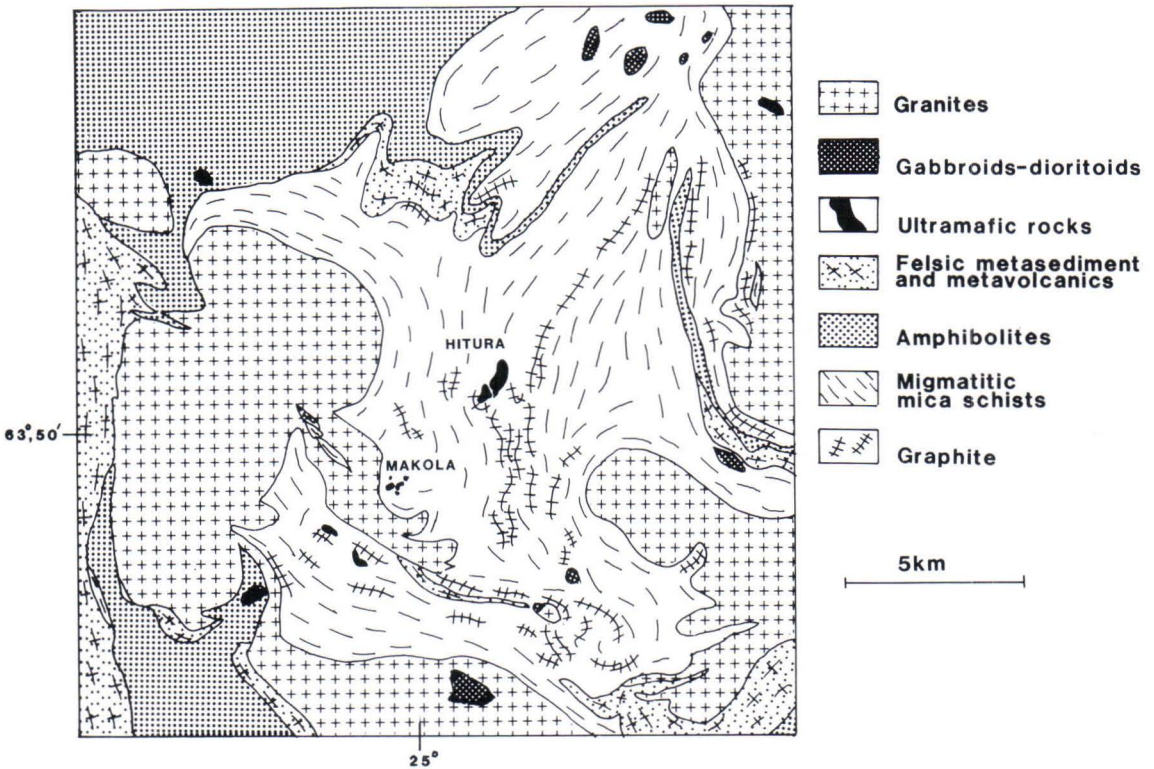 Granites
Gabbroids-dioritoids
Ultramafic rocks
Felsic metasediment
and metavolcanics
Amphibolites
Migmatitic
mica schists
Graphite
HITURA
63°,50'
MAKOLA
5km
25°